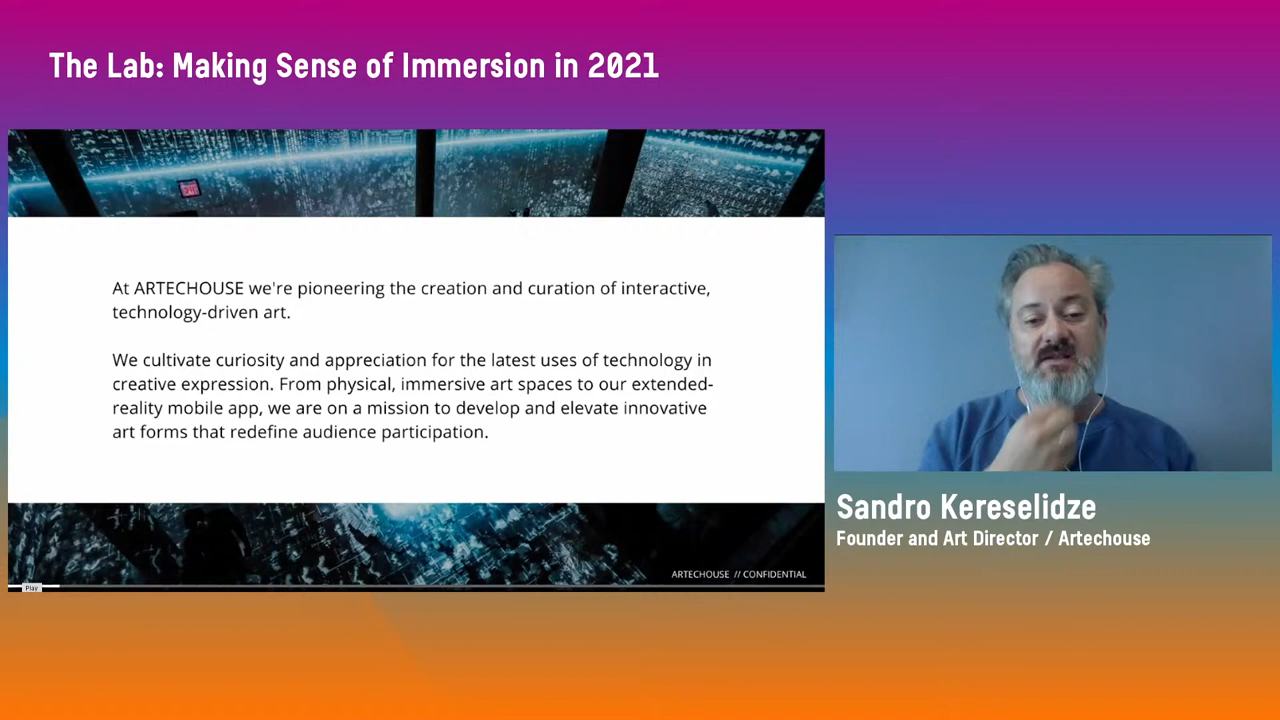 The Lab: Making Sense of Immersion in 2021
EXIT
At ARTECHOUSE we're pioneering the creation and curation of interactive,
technology-driven art.
We cultivate curiosity and appreciation for the latest uses of technology in
creative expression. From physical, immersive art spaces to our extended-
reality mobile app, we are on a mission to develop and elevate innovative
art forms that redefine audience participation.
ARTECHOUSE // CONFIDENTIAL
Play
Sandro Kereselidze
Founder and Art Director / Artechouse